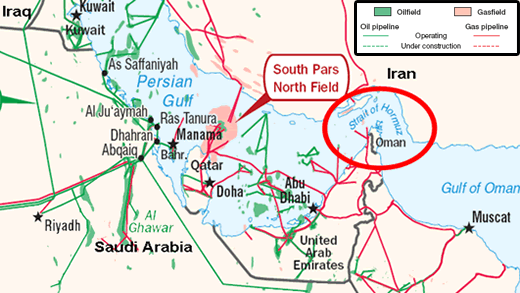 Iraq
Kuwait
Kuwait
As Saffaniyah
Persian
Gulf
Al Ju'aymah
Ras Tanura
Dhahran
Manama
Abqaiq
Bahr.
Qatar
Doha
Riyadh
Al
Ghawar
Saudi Arabia
South Pars
North Field
Abu
Dhabi
United
Arab
Emirates
Iran
Strait of Hormuz
Oman
Gulf of Oman
Muscat
Oilfield
Gasfield
Oil pipeline
Gas pipeline
Operating
Under construction